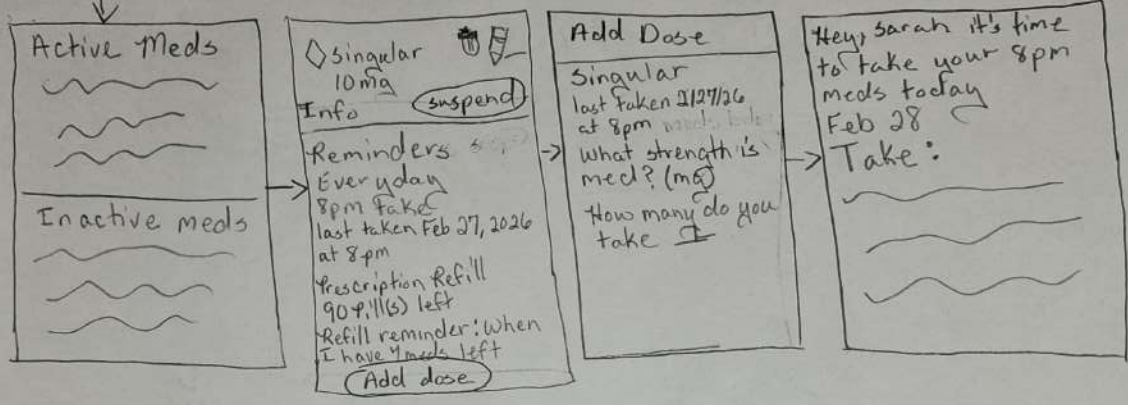 Active Meds
Inactive meds
Singular
10mg
Info
suspend
Reminders
Everyday
8pm take
last taken Feb 27, 2026
at 8pm
Prescription Refill
90 pill(s) left
Refill reminder: when
I have 4 meds left
Add dose
Add Dose
Singular
last taken 2/27/26
at 8pm
What strength is
med? (mg)
How many do you
take I
Hey, Sarah it's time
to take your 8pm
meds today
Feb 28
Take: